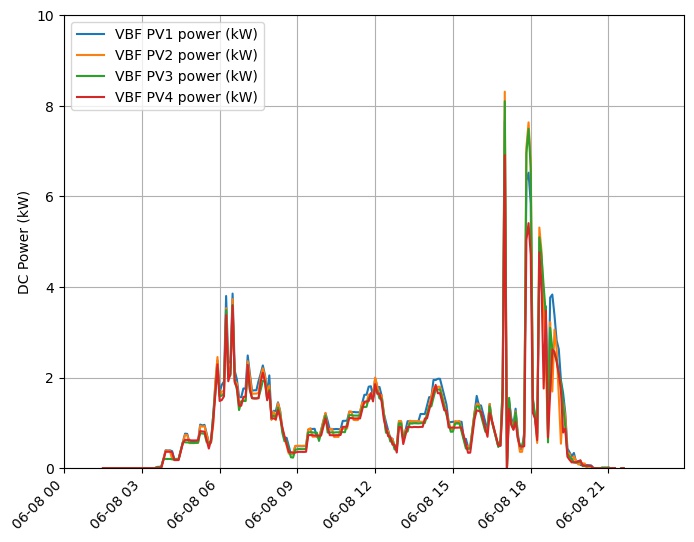 10
8
6
4
2
0
DC Power (kW)
VBF PV1 power (kW)
VBF PV2 power (kW)
VBF PV3 power (kW)
VBF PV4 power (kW)
06-08 00
06-08 03
06-08 06
06-08 09
06-08 12
06-08 15
06-08 18
06-08 21